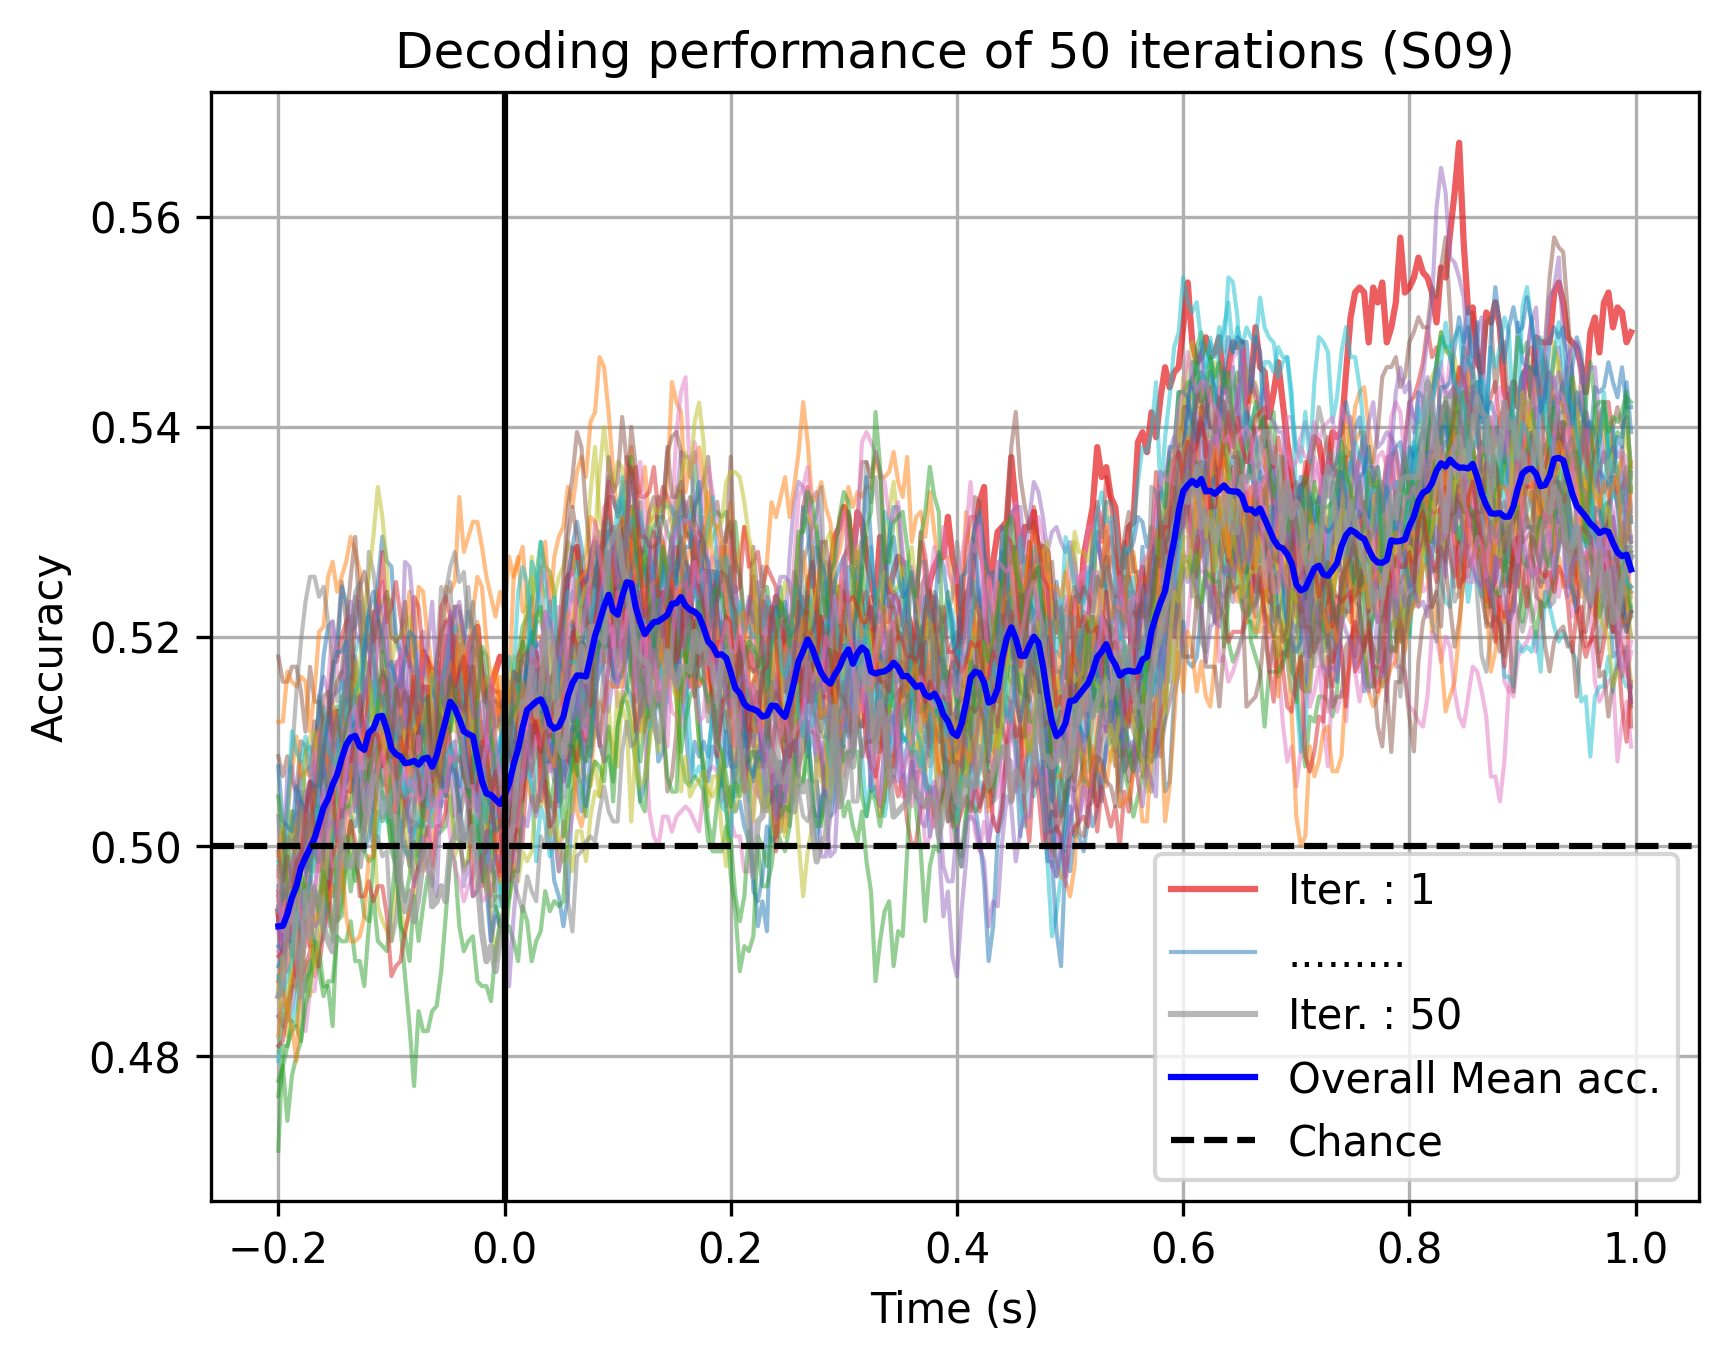 Decoding performance of 50 iterations (S09)
Accuracy
0.56
0.54
0.52
0.50
0.48
Iter. : 1
.........
Iter. : 50
Overall Mean acc.
Chance
−0.2 0.0 0.2 0.4 0.6 0.8 1.0
Time (s)